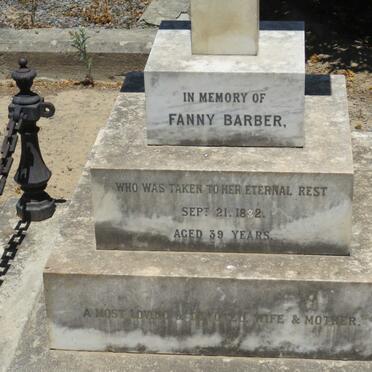 IN MEMORY OF
FANNY BARBER,
WHO WAS TAKEN TO HER ETERNAL REST
SEPT 21. 1892.
AGED 39 YEARS.
A MOST LOVING & DEVOTED WIFE & MOTHER.